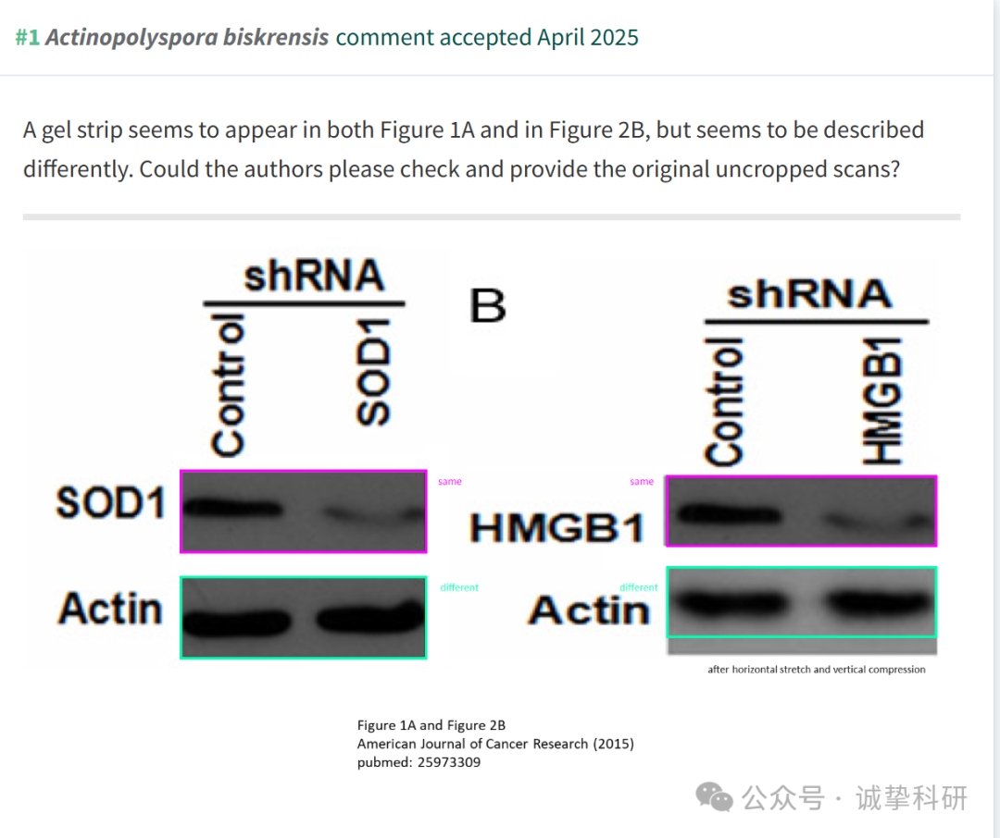 #1 Actinopolyspora biskrensis comment accepted April 2025
A gel strip seems to appear in both Figure 1A and in Figure 2B, but seems to be described
differently. Could the authors please check and provide the original uncropped scans?
shRNA
Control
SOD1
SOD1
same
Actin
different
B
shRNA
Control
HMGB1
same
HMGB1
different
Actin
after horizontal stretch and vertical compression
Figure 1A and Figure 2B
American Journal of Cancer Research (2015)
pubmed: 25973309
公众号 · 诚挚科研